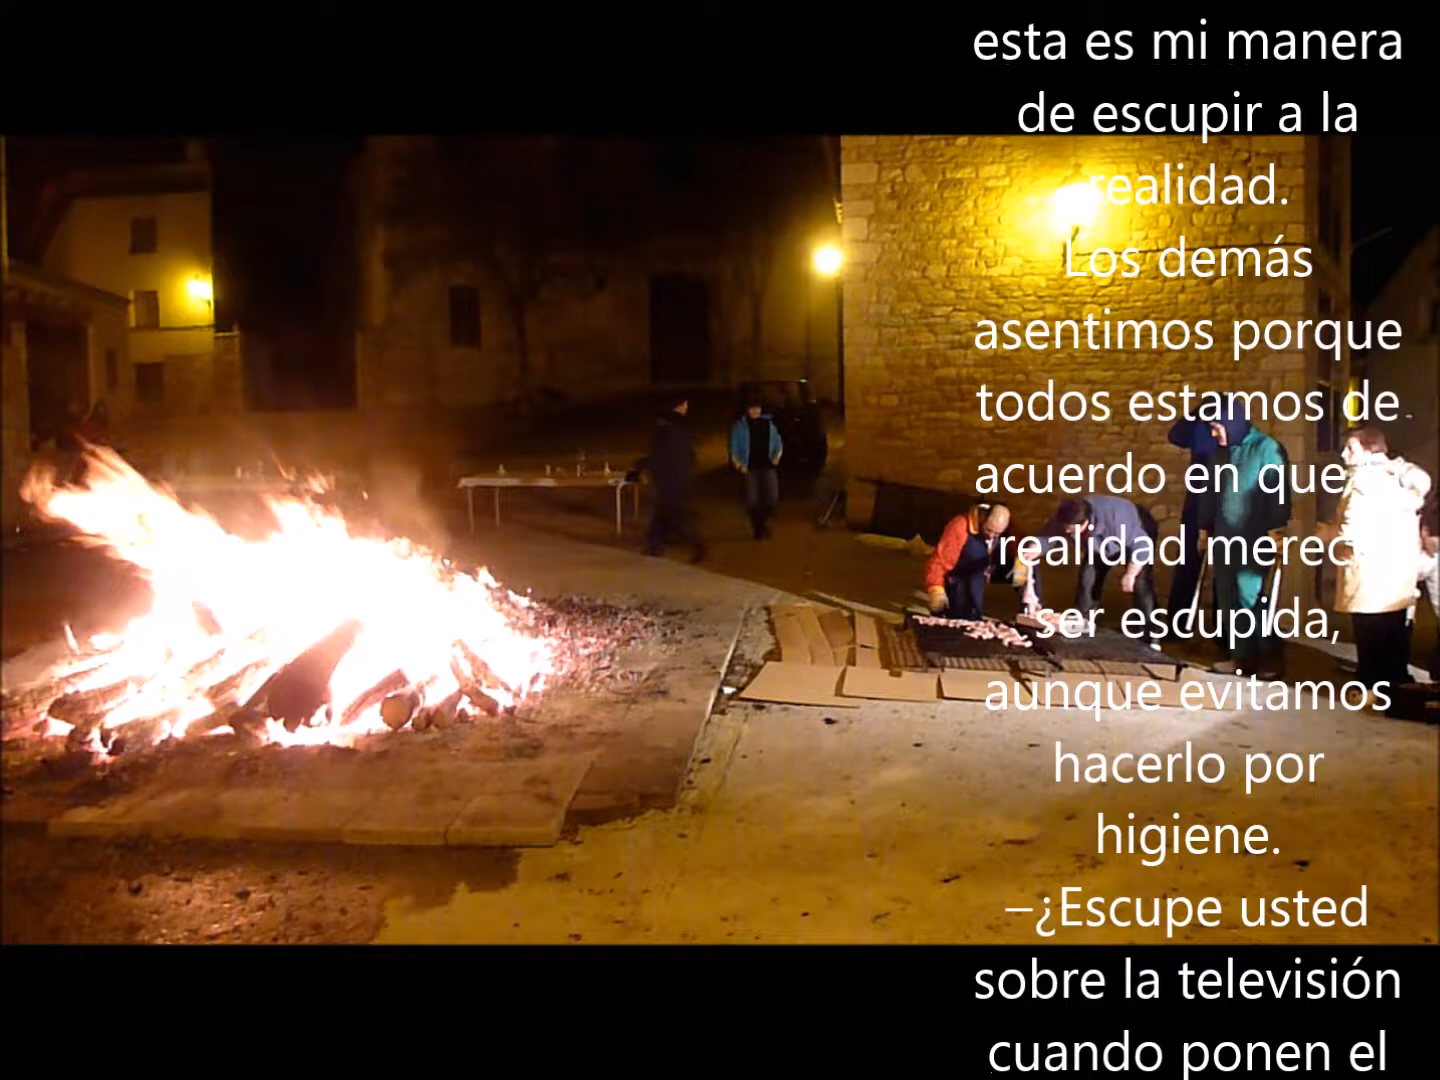 esta es mi manera
de escupir a la
realidad.
Los demás
asentimos porque
todos estamos de
acuerdo en que
realidad merec
ser escupida,
aunque evitamos
hacerlo por
higiene.
–¿Escupe usted
sobre la televisión
cuando ponen el